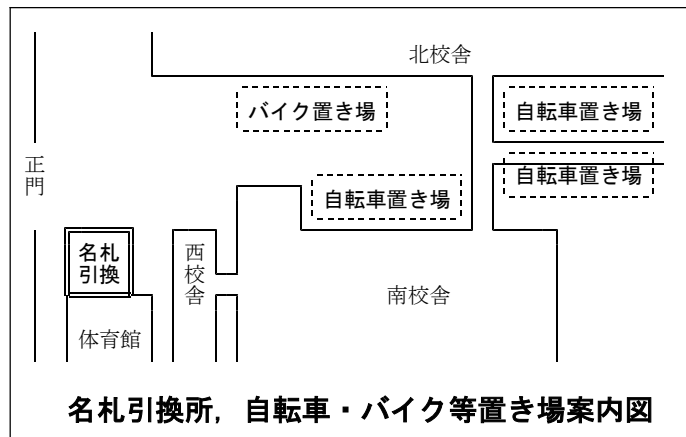 北校舎
バイク置き場
自転車置き場
正門
自転車置き場
自転車置き場
名札
引換
西校舎
南校舎
体育館
名札引換所，自転車・バイク等置き場案内図